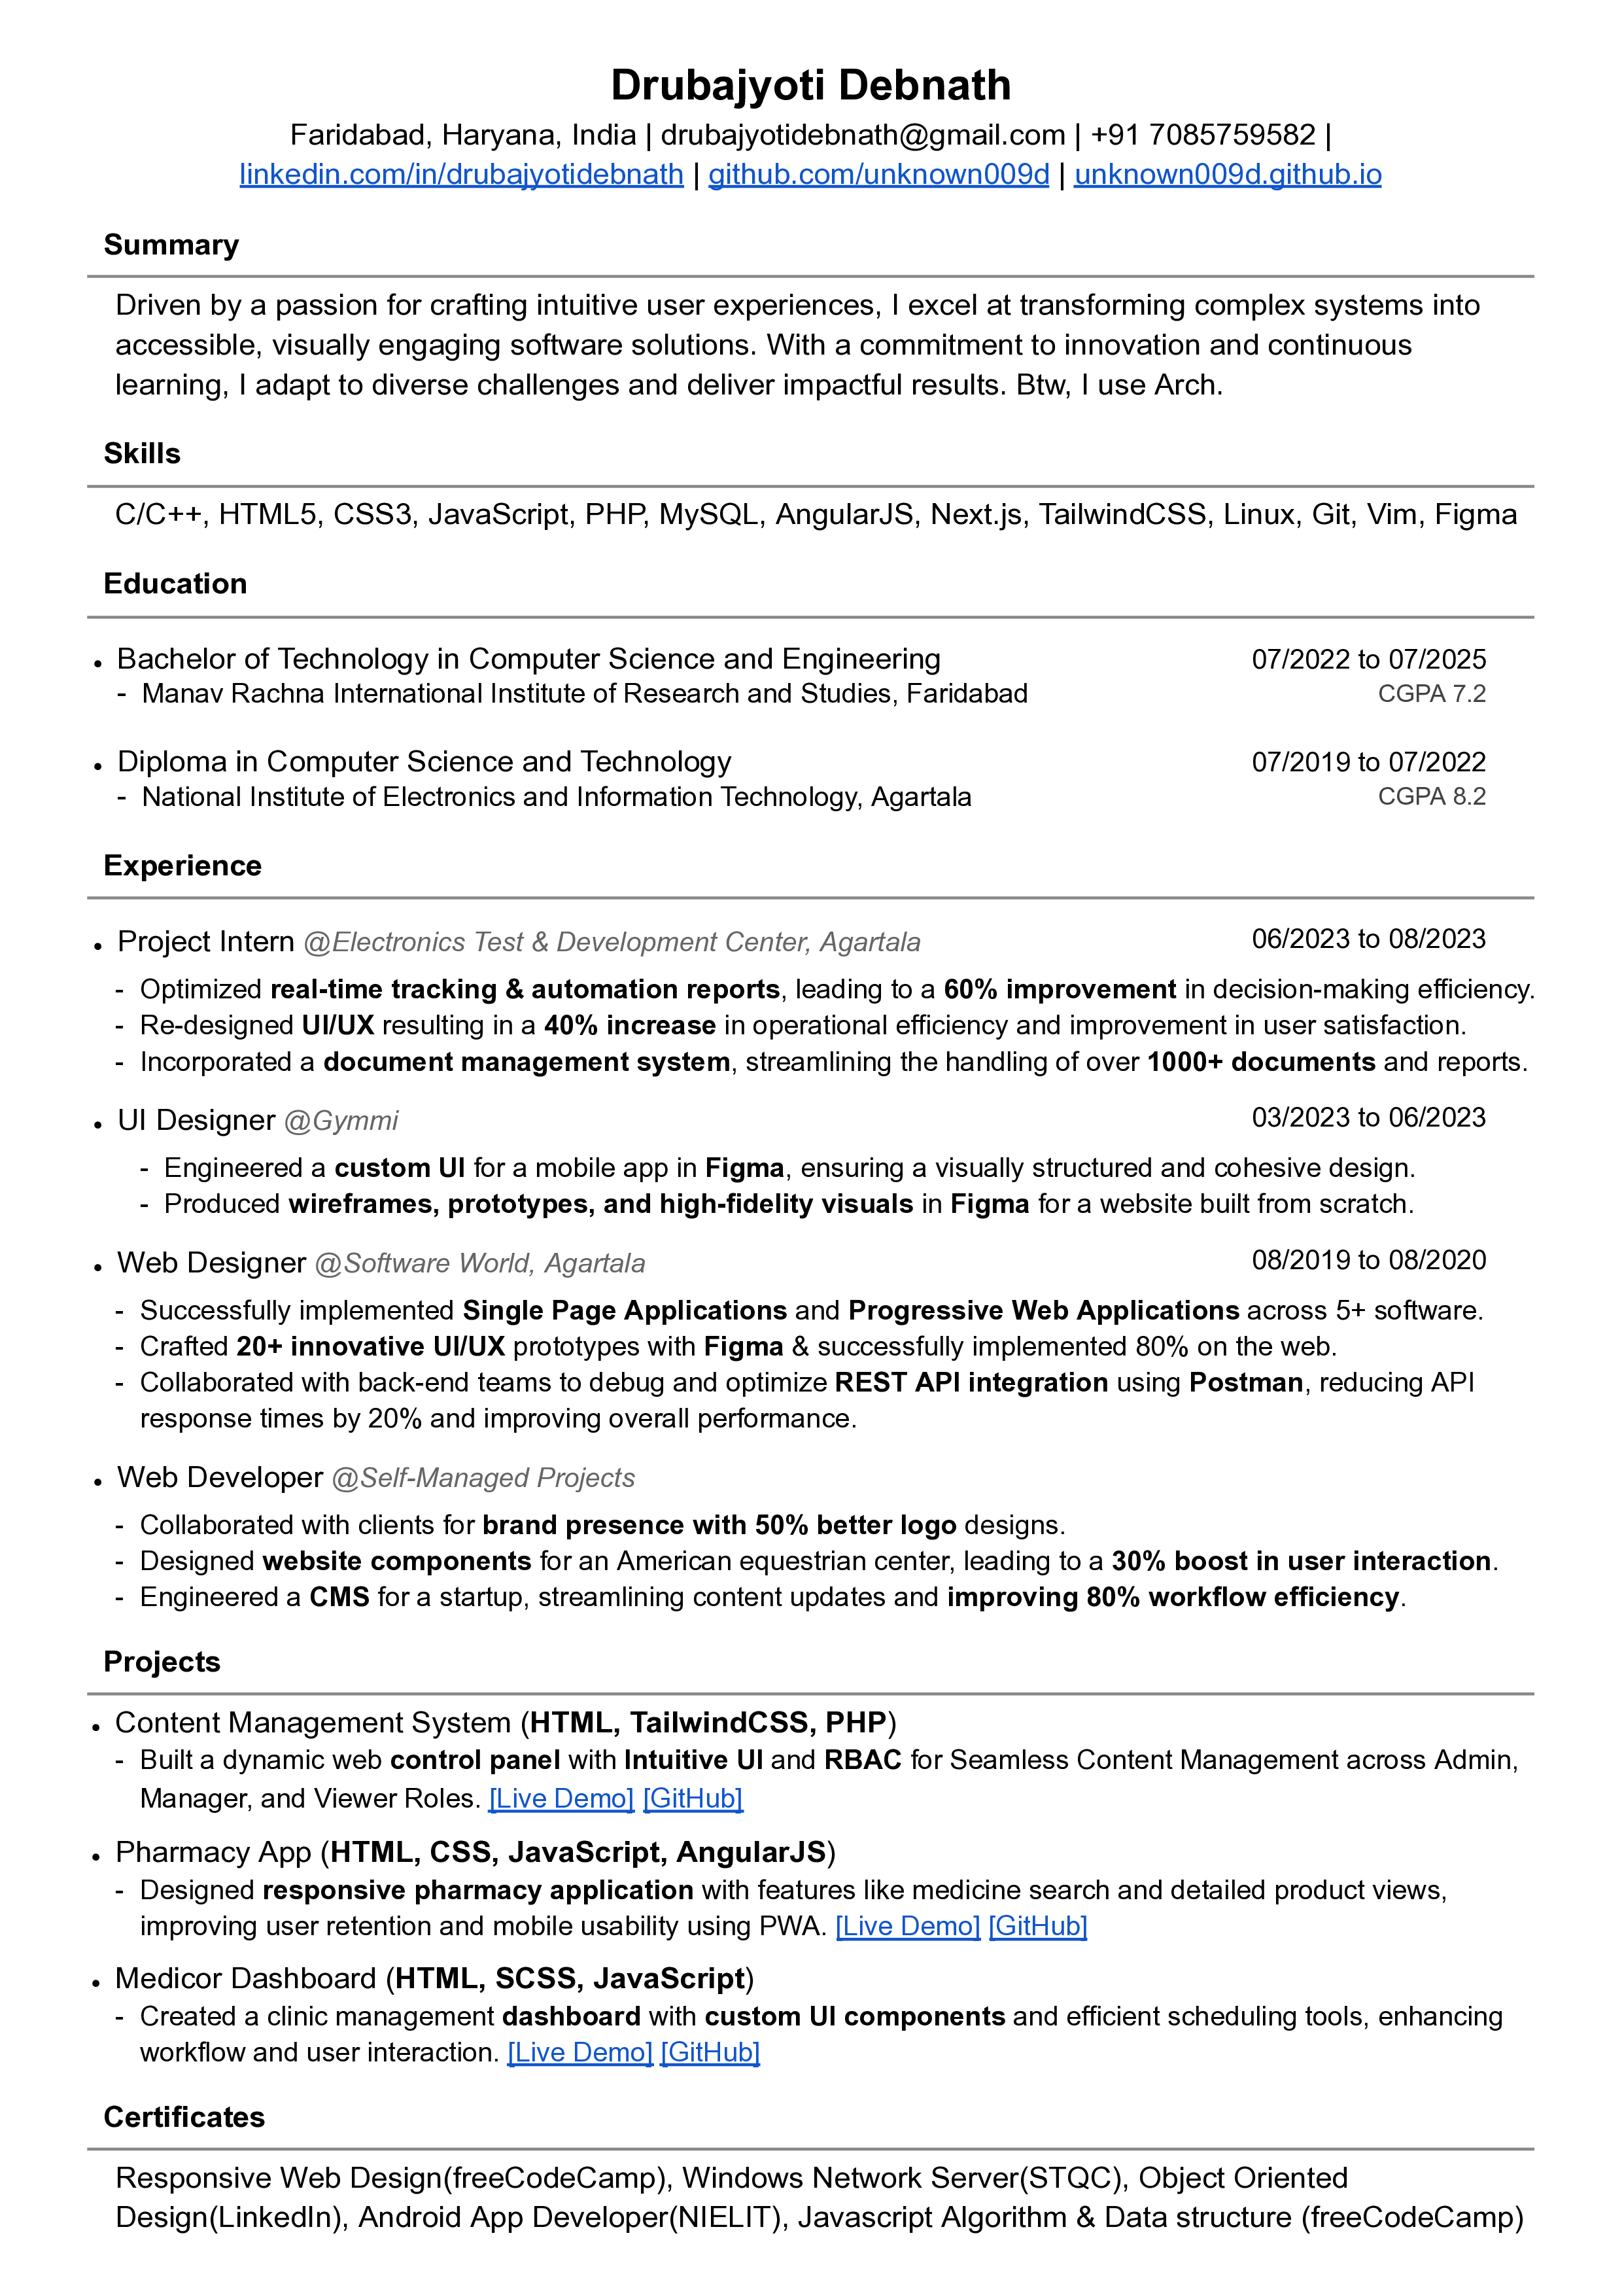 Drubajyoti Debnath
Faridabad, Haryana, India | drubajyotidebnath@gmail.com | +91 7085759582 |
linkedin.com/in/drubajyotidebnath | github.com/unknown009d | unknown009d.github.io
Summary
Driven by a passion for crafting intuitive user experiences, I excel at transforming complex systems into
accessible, visually engaging software solutions. With a commitment to innovation and continuous
learning, I adapt to diverse challenges and deliver impactful results. Btw, I use Arch.
Skills
C/C++, HTML5, CSS3, JavaScript, PHP, MySQL, AngularJS, Next.js, TailwindCSS, Linux, Git, Vim, Figma
Education
• Bachelor of Technology in Computer Science and Engineering 07/2022 to 07/2025
- Manav Rachna International Institute of Research and Studies, Faridabad CGPA 7.2
• Diploma in Computer Science and Technology 07/2019 to 07/2022
- National Institute of Electronics and Information Technology, Agartala CGPA 8.2
Experience
• Project Intern @Electronics Test & Development Center, Agartala 06/2023 to 08/2023
- Optimized real-time tracking & automation reports, leading to a 60% improvement in decision-making efficiency.
- Re-designed UI/UX resulting in a 40% increase in operational efficiency and improvement in user satisfaction.
- Incorporated a document management system, streamlining the handling of over 1000+ documents and reports.
• UI Designer @Gymmi 03/2023 to 06/2023
- Engineered a custom UI for a mobile app in Figma, ensuring a visually structured and cohesive design.
- Produced wireframes, prototypes, and high-fidelity visuals in Figma for a website built from scratch.
• Web Designer @Software World, Agartala 08/2019 to 08/2020
- Successfully implemented Single Page Applications and Progressive Web Applications across 5+ software.
- Crafted 20+ innovative UI/UX prototypes with Figma & successfully implemented 80% on the web.
- Collaborated with back-end teams to debug and optimize REST API integration using Postman, reducing API
response times by 20% and improving overall performance.
• Web Developer @Self-Managed Projects
- Collaborated with clients for brand presence with 50% better logo designs.
- Designed website components for an American equestrian center, leading to a 30% boost in user interaction.
- Engineered a CMS for a startup, streamlining content updates and improving 80% workflow efficiency.
Projects
• Content Management System (HTML, TailwindCSS, PHP)
- Built a dynamic web control panel with Intuitive UI and RBAC for Seamless Content Management across Admin,
Manager, and Viewer Roles. [Live Demo] [GitHub]
• Pharmacy App (HTML, CSS, JavaScript, AngularJS)
- Designed responsive pharmacy application with features like medicine search and detailed product views,
improving user retention and mobile usability using PWA. [Live Demo] [GitHub]
• Medicor Dashboard (HTML, SCSS, JavaScript)
- Created a clinic management dashboard with custom UI components and efficient scheduling tools, enhancing
workflow and user interaction. [Live Demo] [GitHub]
Certificates
Responsive Web Design(freeCodeCamp), Windows Network Server(STQC), Object Oriented
Design(LinkedIn), Android App Developer(NIELIT), Javascript Algorithm & Data structure (freeCodeCamp)